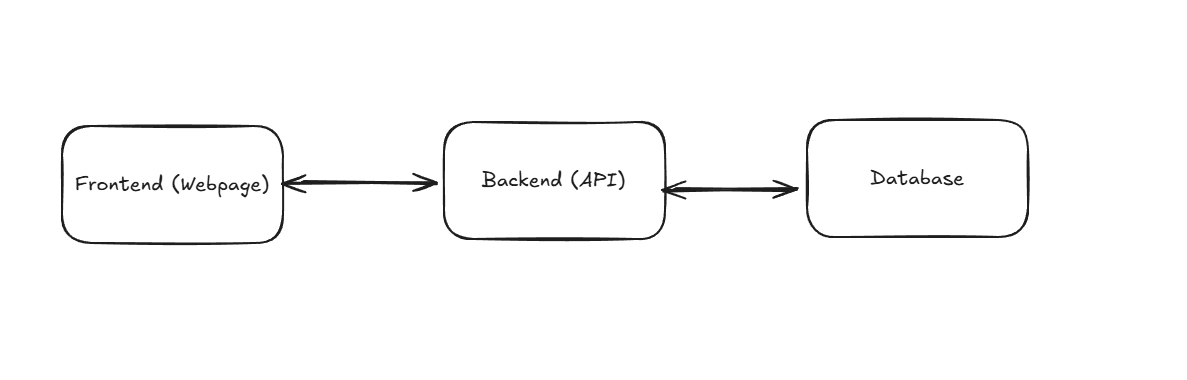 Frontend (Webpage)
Backend (API)
Database